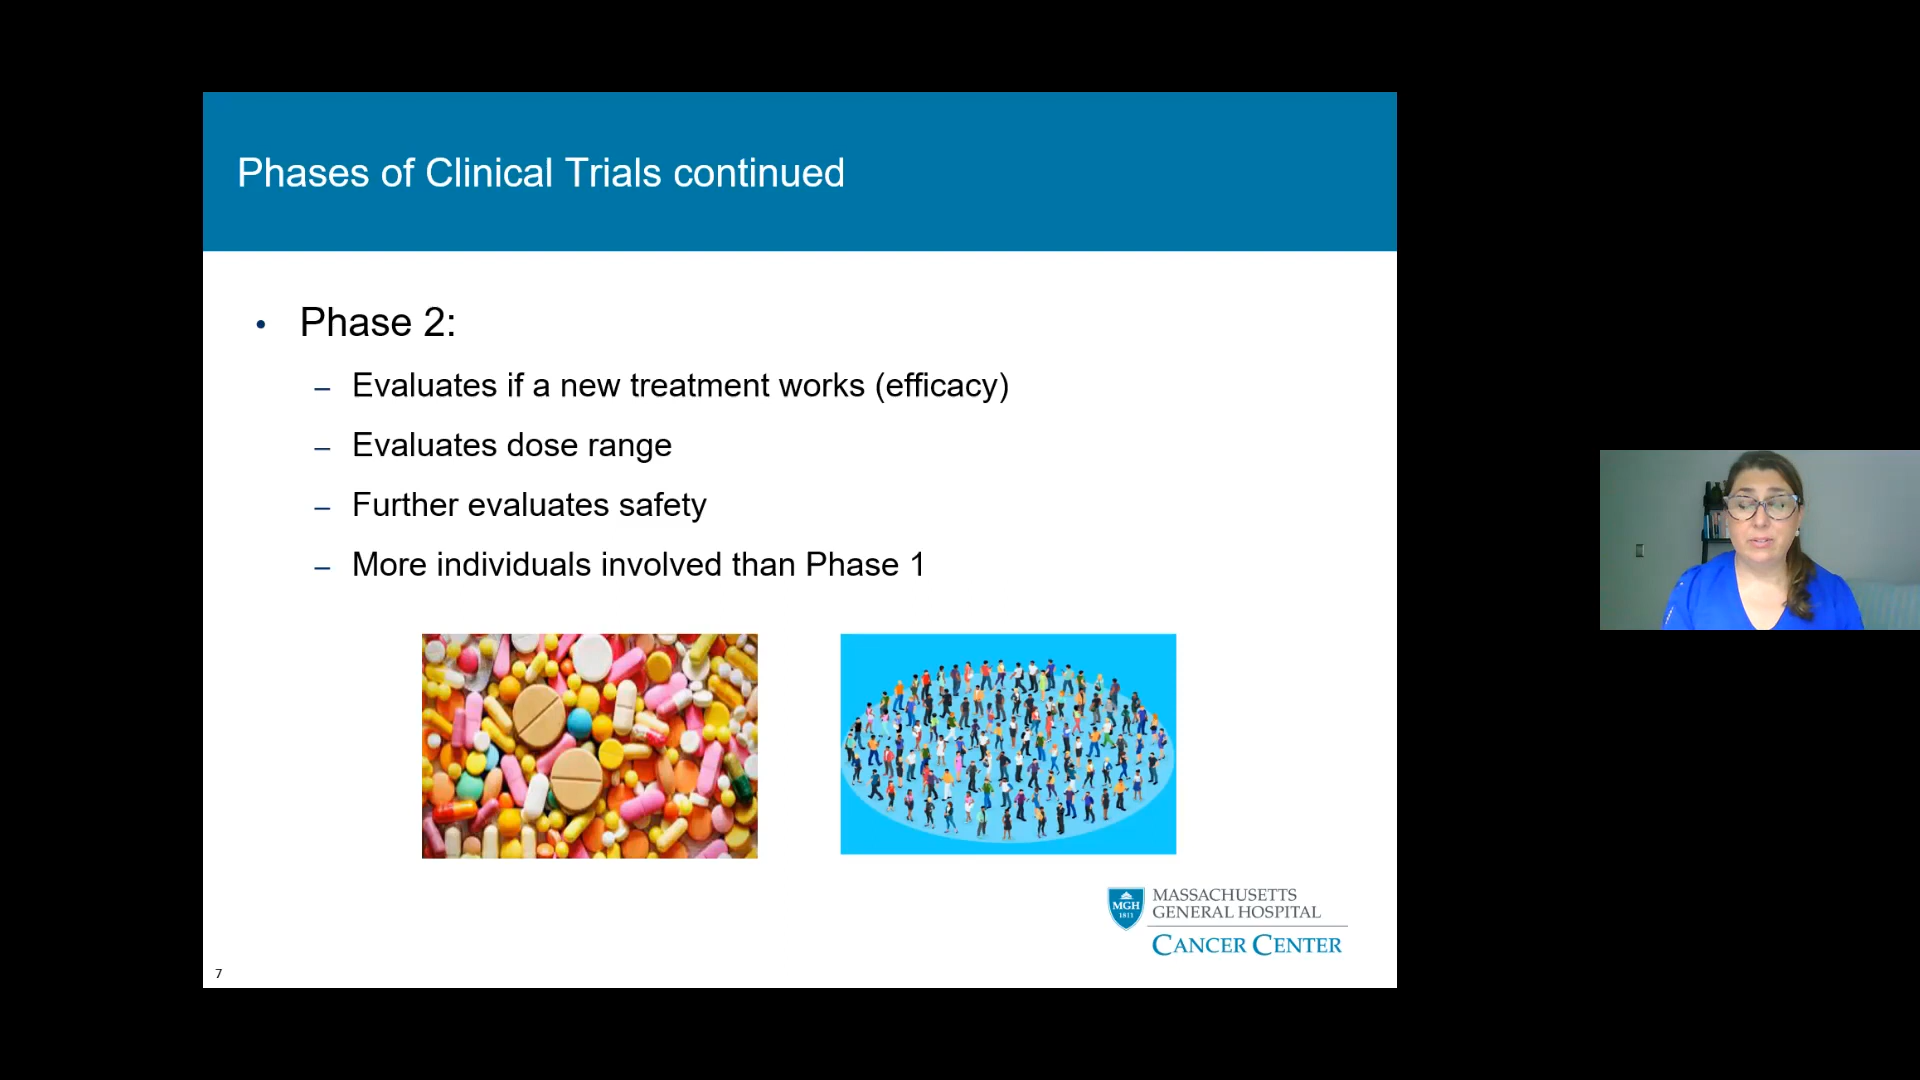 Phases of Clinical Trials continued
• Phase 2:
– Evaluates if a new treatment works (efficacy)
– Evaluates dose range
– Further evaluates safety
– More individuals involved than Phase 1
MGH
1811
MASSACHUSETTS
GENERAL HOSPITAL
CANCER CENTER
7